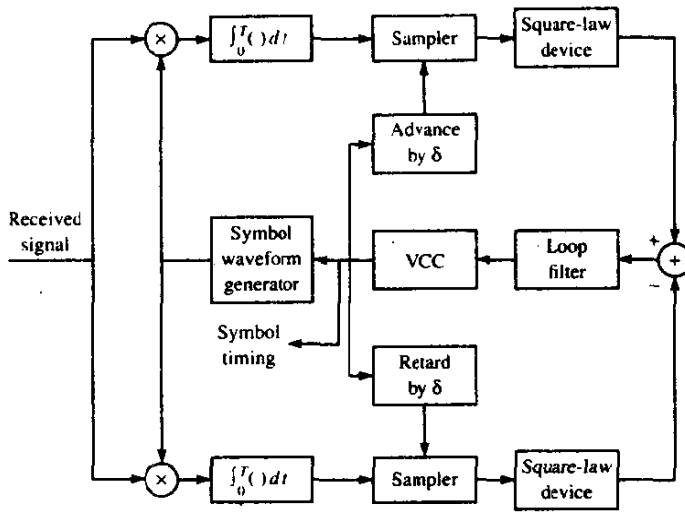 ∫₀ᵀ( ) dt
Sampler
Square-law
device
Advance
by δ
Received
signal
Symbol
waveform
generator
VCC
Loop
filter
+
+
−
Symbol
timing
Retard
by δ
∫₀ᵀ( ) dt
Sampler
Square-law
device
×
×